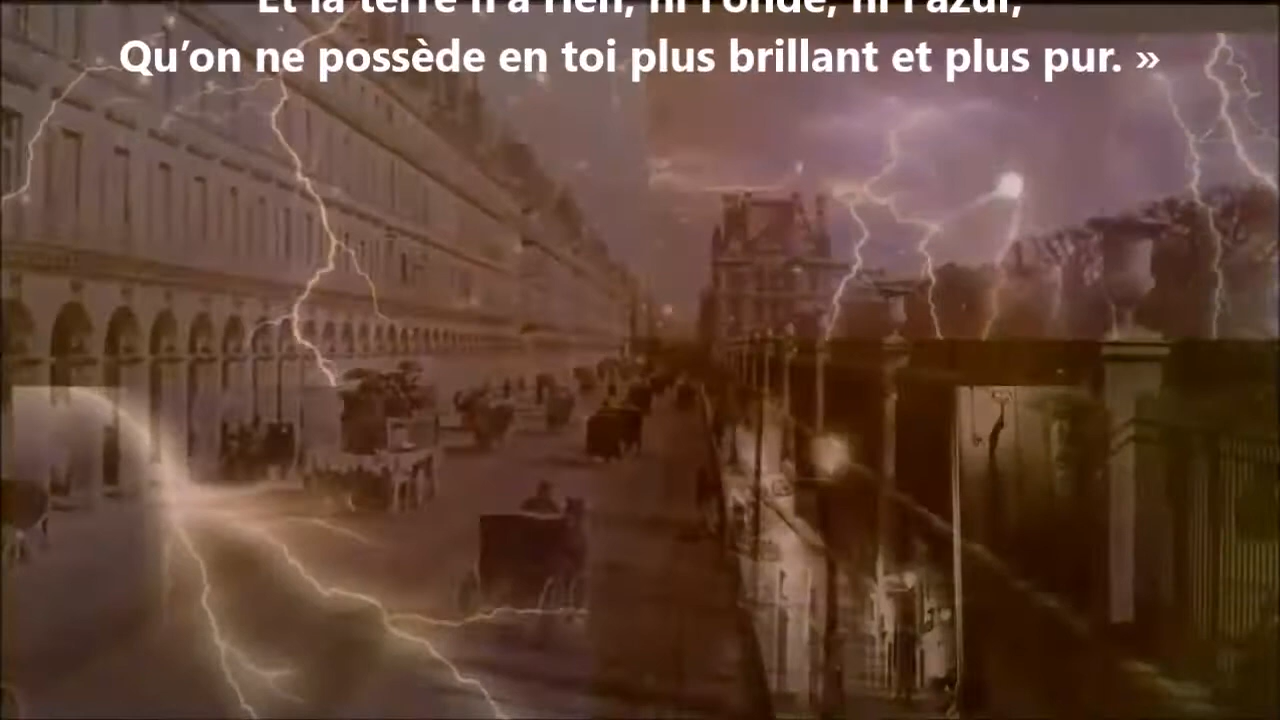 Et la terre n'a rien, ni l'onde, ni l'azur,
Qu’on ne possède en toi plus brillant et plus pur. »